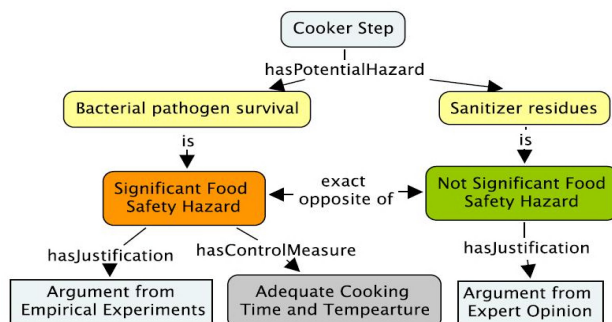 Cooker Step
hasPotentialHazard
Bacterial pathogen survival
Sanitizer residues
is
is
Significant Food
Safety Hazard
exact
opposite of
Not Significant Food
Safety Hazard
hasJustification
hasControlMeasure
hasJustification
Argument from
Empirical Experiments
Adequate Cooking
Time and Tempearture
Argument from
Expert Opinion